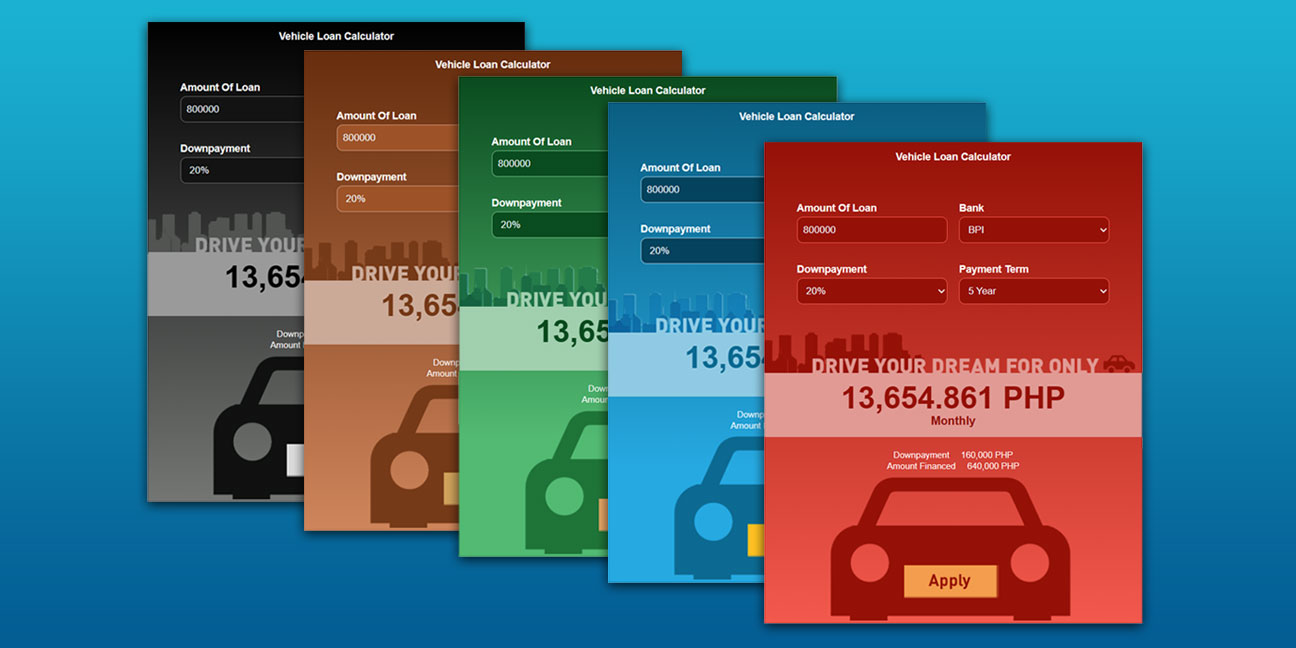 Vehicle Loan Calculator
Amount Of Loan
800000
Downpayment
20%
DRIVE YOUR
13,654
Downp
Amount
Vehicle Loan Calculator
Amount Of Loan
800000
Downpayment
20%
DRIVE YOUR
13,65
Downp
Amount
Vehicle Loan Calculator
Amount Of Loan
800000
Downpayment
20%
DRIVE YOU
13,65
Down
Amoun
Vehicle Loan Calculator
Amount Of Loan
800000
Downpayment
20%
DRIVE YOUR
13,654
Downp
Amount
Vehicle Loan Calculator
Amount Of Loan Bank
800000 BPI
Downpayment Payment Term
20% 5 Year
DRIVE YOUR DREAM FOR ONLY
13,654.861 PHP
Monthly
Downpayment 160,000 PHP
Amount Financed 640,000 PHP
Apply